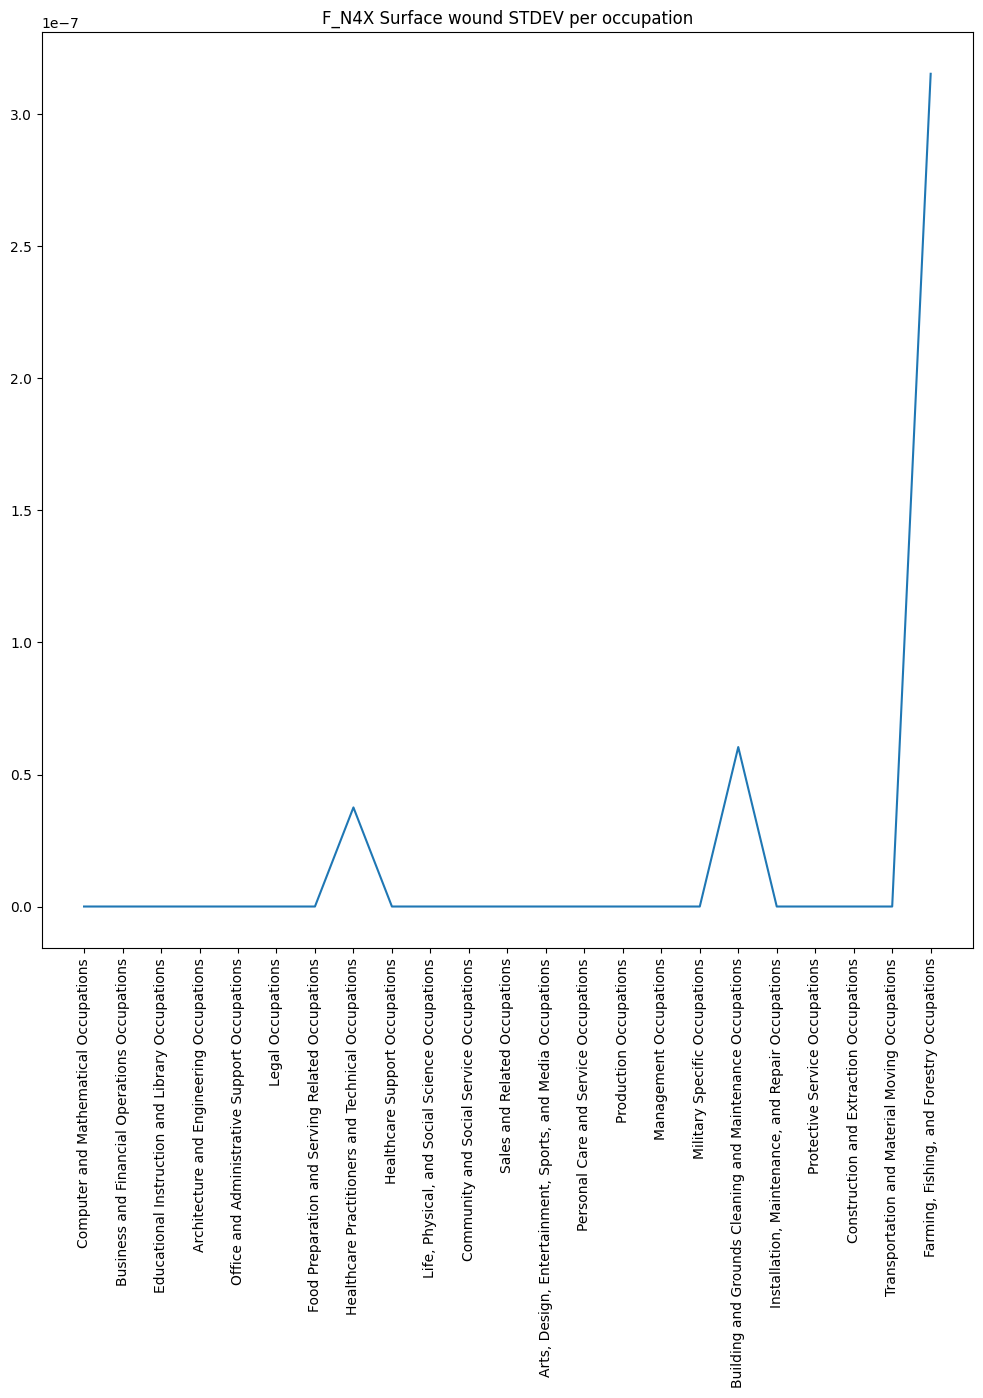 F_N4X Surface wound STDEV per occupation
1e−7
3.0
2.5
2.0
1.5
1.0
0.5
0.0
Computer and Mathematical Occupations
Business and Financial Operations Occupations
Educational Instruction and Library Occupations
Architecture and Engineering Occupations
Office and Administrative Support Occupations
Legal Occupations
Food Preparation and Serving Related Occupations
Healthcare Practitioners and Technical Occupations
Healthcare Support Occupations
Life, Physical, and Social Science Occupations
Community and Social Service Occupations
Sales and Related Occupations
Arts, Design, Entertainment, Sports, and Media Occupations
Personal Care and Service Occupations
Production Occupations
Management Occupations
Military Specific Occupations
Building and Grounds Cleaning and Maintenance Occupations
Installation, Maintenance, and Repair Occupations
Protective Service Occupations
Construction and Extraction Occupations
Transportation and Material Moving Occupations
Farming, Fishing, and Forestry Occupations